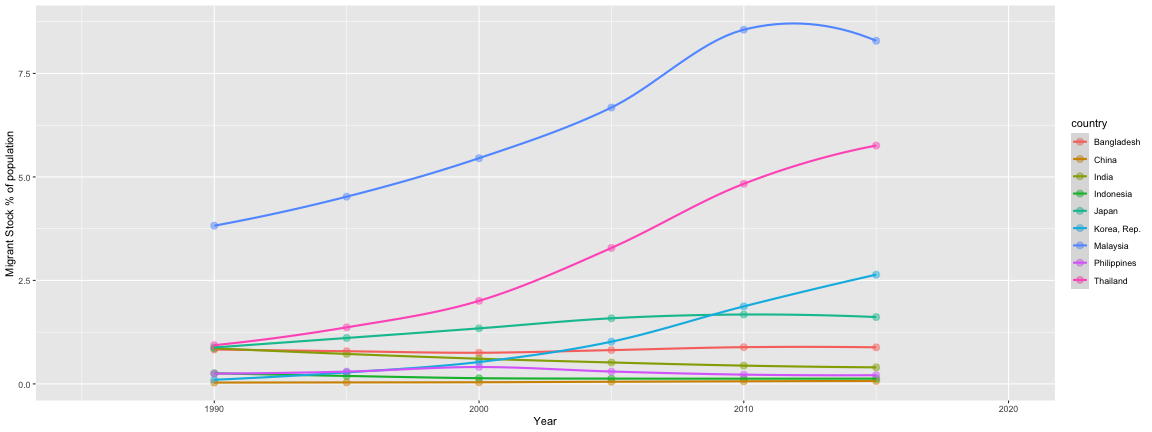 Migrant Stock % of population
7.5
5.0
2.5
0.0
1990
2000
2010
2020
Year
country
Bangladesh
China
India
Indonesia
Japan
Korea, Rep.
Malaysia
Philippines
Thailand